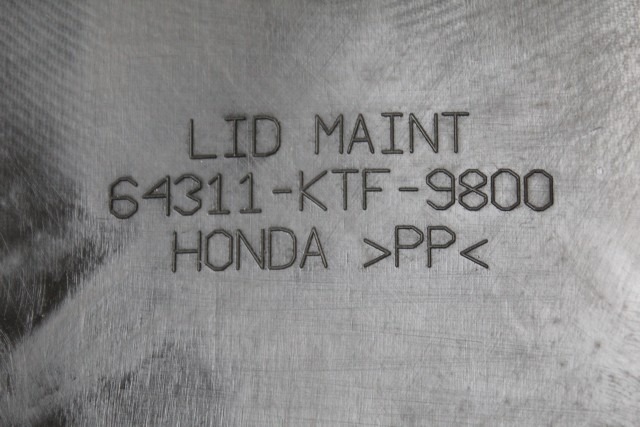 LID MAINT
64311-KTF-9800
HONDA >PP<